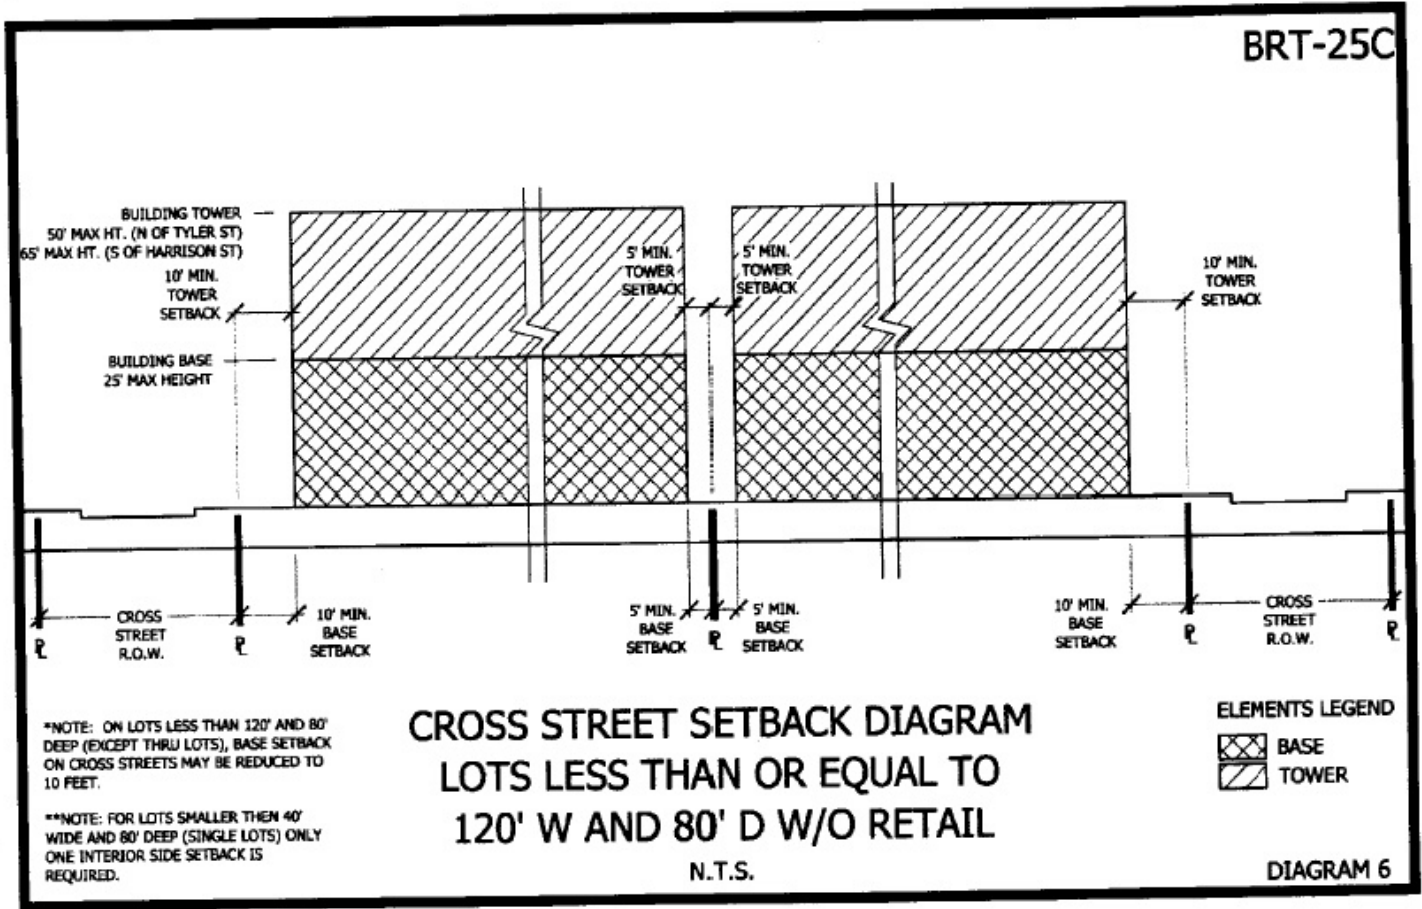 BRT-25C
BUILDING TOWER
50' MAX HT. (N OF TYLER ST)
65' MAX HT. (S OF HARRISON ST)
10' MIN.
TOWER
SETBACK
BUILDING BASE
25' MAX HEIGHT
5' MIN.
TOWER
SETBACK
5' MIN.
TOWER
SETBACK
10' MIN.
TOWER
SETBACK
CROSS
STREET
R.O.W.
10' MIN.
BASE
SETBACK
5' MIN.
BASE
SETBACK
5' MIN.
BASE
SETBACK
10' MIN.
BASE
SETBACK
CROSS
STREET
R.O.W.
PL
PL
PL
PL
PL
*NOTE: ON LOTS LESS THAN 120' AND 80'
DEEP (EXCEPT THRU LOTS), BASE SETBACK
ON CROSS STREETS MAY BE REDUCED TO
10 FEET.
**NOTE: FOR LOTS SMALLER THEN 40'
WIDE AND 80' DEEP (SINGLE LOTS) ONLY
ONE INTERIOR SIDE SETBACK IS
REQUIRED.
CROSS STREET SETBACK DIAGRAM
LOTS LESS THAN OR EQUAL TO
120' W AND 80' D W/O RETAIL
N.T.S.
ELEMENTS LEGEND
BASE
TOWER
DIAGRAM 6